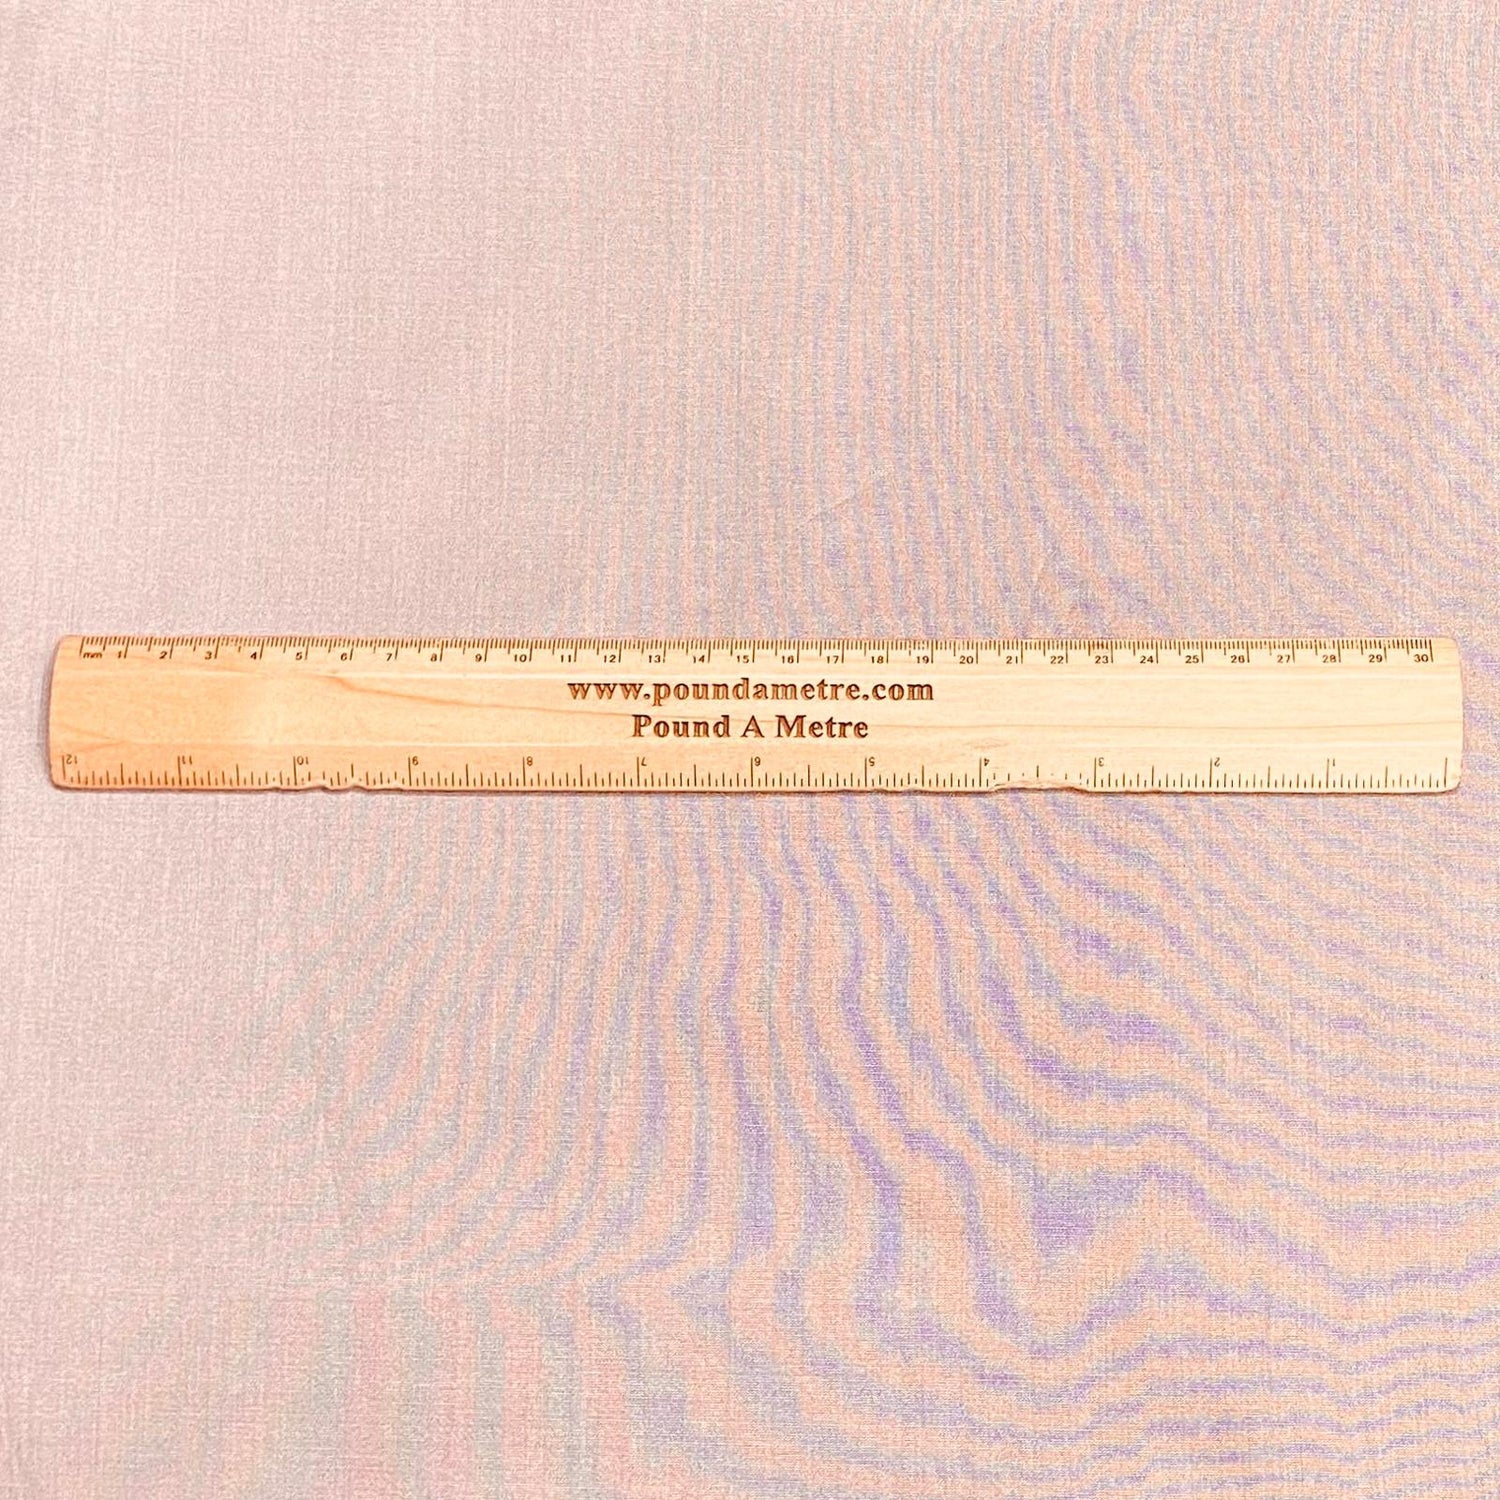 mm 1 2 3 4 5 6 7 8 9 10 11 12 13 14 15 16 17 18 19 20 21 22 23 24 25 26 27 28 29 30
www.poundametre.com
Pound A Metre
12 11 10 9 8 7 6 5 4 3 2 1